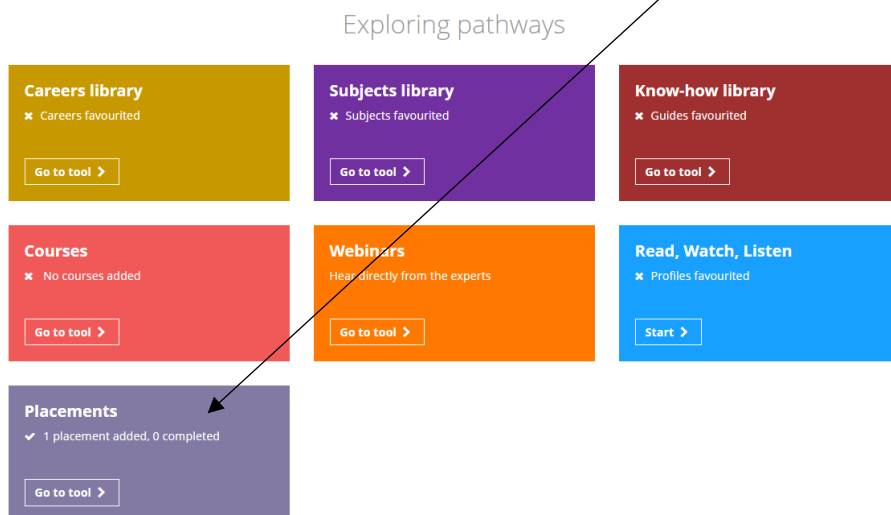 Exploring pathways
Careers library
Careers favourited
Go to tool
Subjects library
Subjects favourited
Go to tool
Know-how library
Guides favourited
Go to tool
Courses
No courses added
Go to tool
Webinars
Hear directly from the experts
Go to tool
Read, Watch, Listen
Profiles favourited
Start
Placements
1 placement added, 0 completed
Go to tool